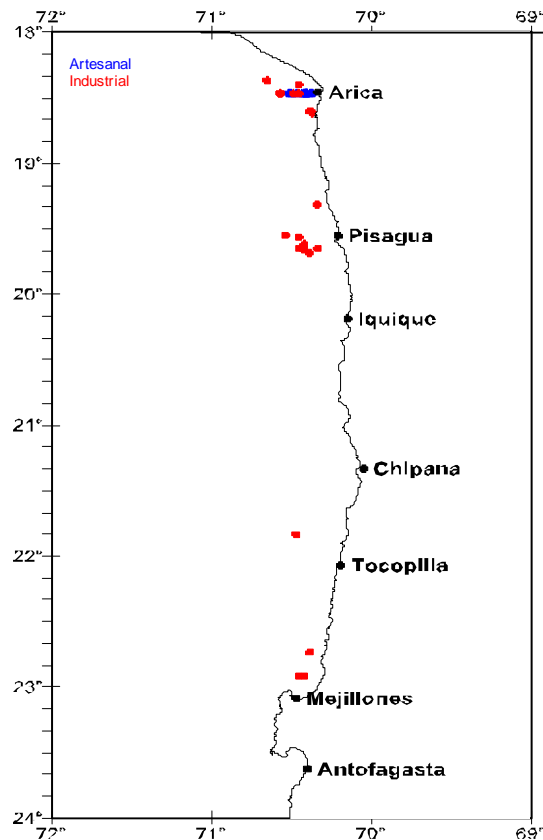 72° 71° 70° 69°
18°
Artesanal
Industrial
Arica
19°
Pisagua
20°
Iquique
21°
Chipana
22°
Tocopilla
23°
Mejillones
Antofagasta
24°
72° 71° 70° 69°